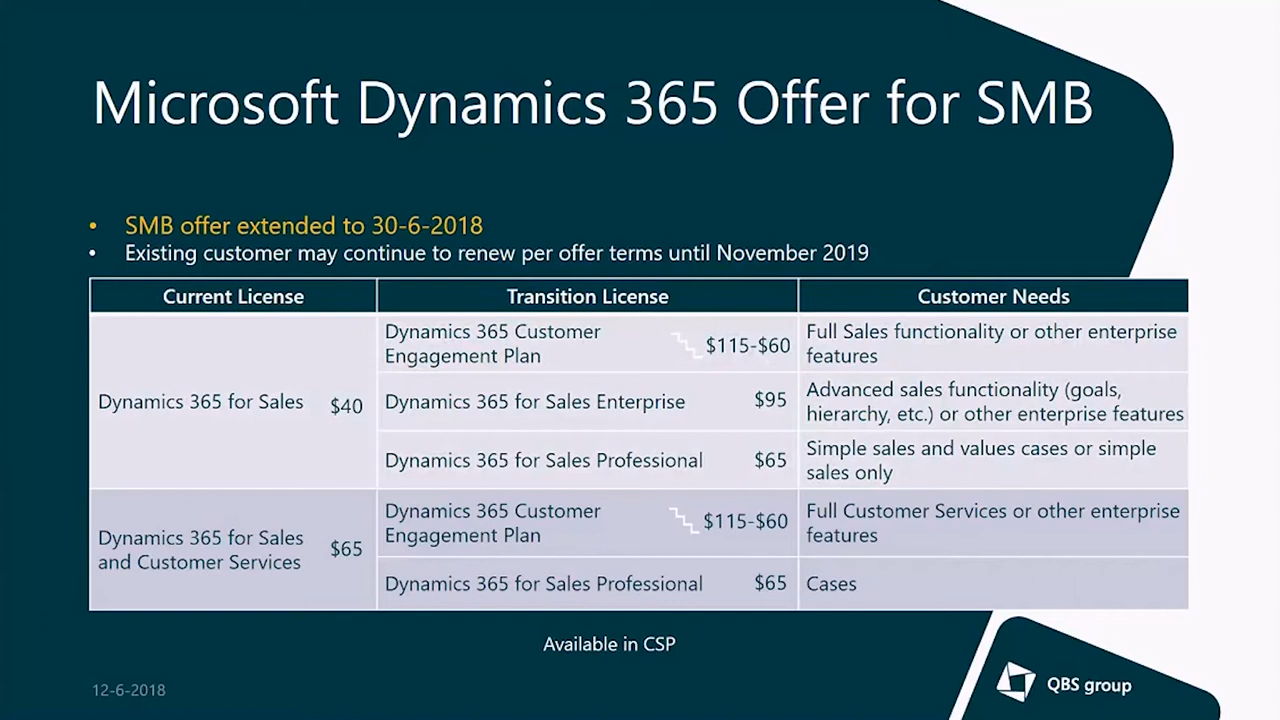 Microsoft Dynamics 365 Offer for SMB
• SMB offer extended to 30-6-2018
• Existing customer may continue to renew per offer terms until November 2019
Current License
Transition License
Customer Needs
Dynamics 365 for Sales
$40
Dynamics 365 Customer
Engagement Plan
$115-$60
Full Sales functionality or other enterprise
features
Dynamics 365 for Sales Enterprise
$95
Advanced sales functionality (goals,
hierarchy, etc.) or other enterprise features
Dynamics 365 for Sales Professional
$65
Simple sales and values cases or simple
sales only
Dynamics 365 for Sales
and Customer Services
$65
Dynamics 365 Customer
Engagement Plan
$115-$60
Full Customer Services or other enterprise
features
Dynamics 365 for Sales Professional
$65
Cases
Available in CSP
12-6-2018
QBS group